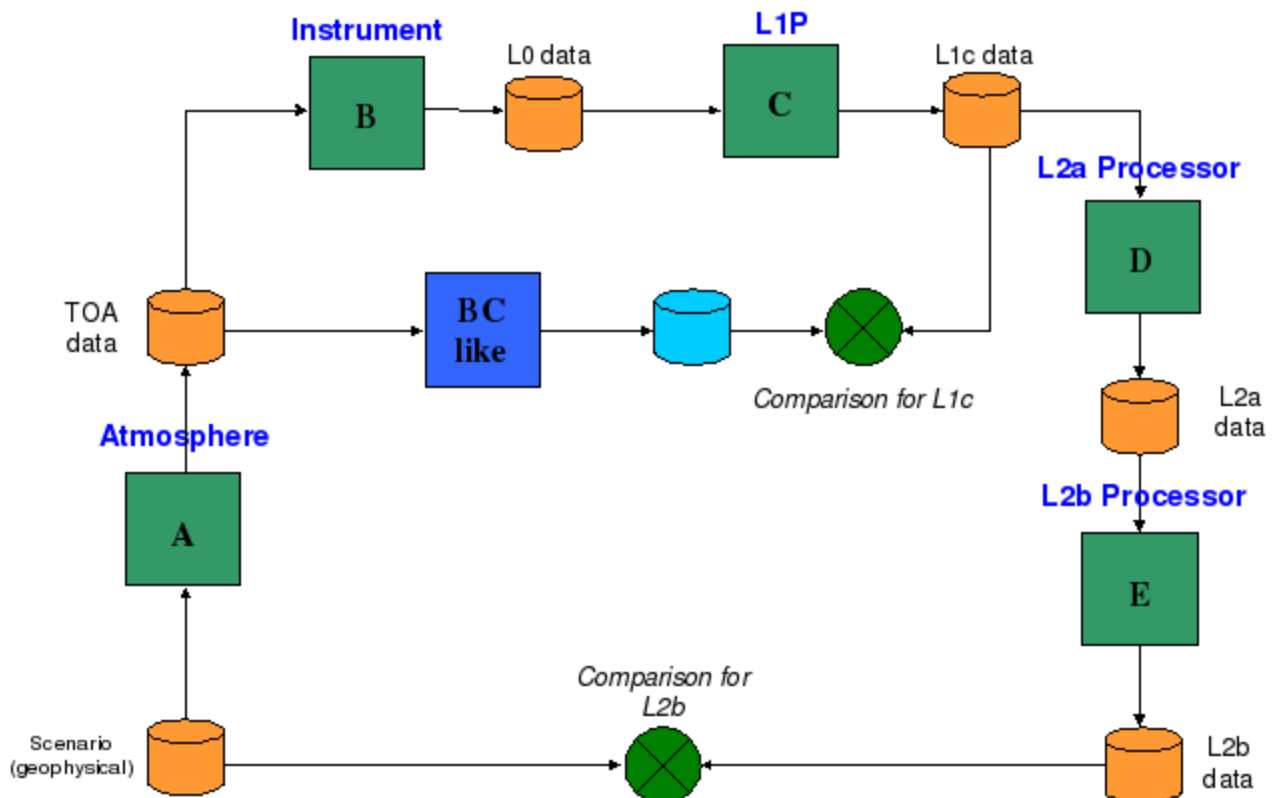 Instrument
L0 data
L1P
L1c data
B
C
L2a Processor
D
TOA
data
BC
like
Comparison for L1c
L2a
data
Atmosphere
L2b Processor
A
E
Comparison for
L2b
Scenario
(geophysical)
L2b
data